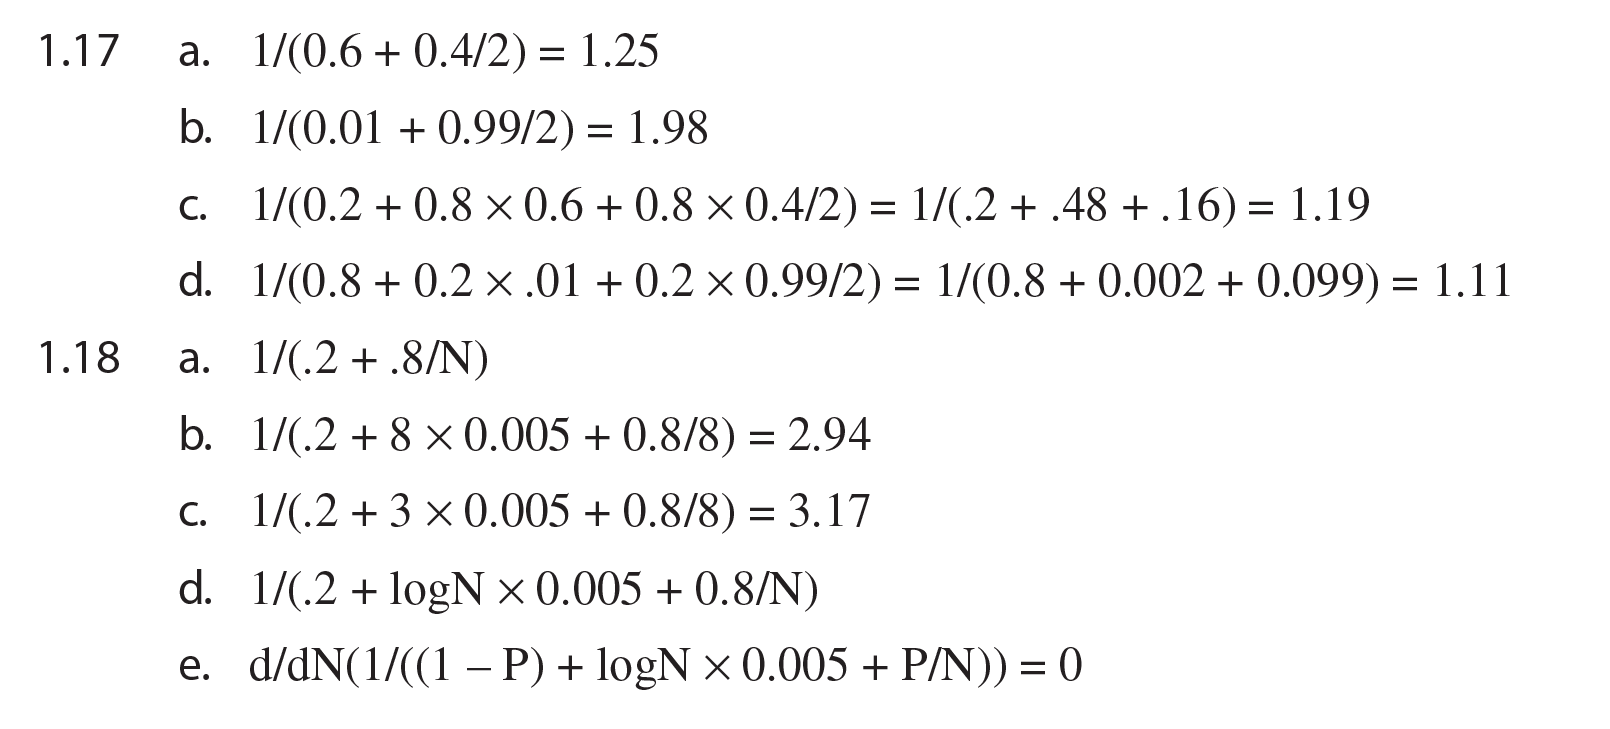 1.17 a. 1/(0.6 + 0.4/2) = 1.25
b. 1/(0.01 + 0.99/2) = 1.98
c. 1/(0.2 + 0.8 × 0.6 + 0.8 × 0.4/2) = 1/(.2 + .48 + .16) = 1.19
d. 1/(0.8 + 0.2 × .01 + 0.2 × 0.99/2) = 1/(0.8 + 0.002 + 0.099) = 1.11
1.18 a. 1/(.2 + .8/N)
b. 1/(.2 + 8 × 0.005 + 0.8/8) = 2.94
c. 1/(.2 + 3 × 0.005 + 0.8/8) = 3.17
d. 1/(.2 + logN × 0.005 + 0.8/N)
e. d/dN(1/((1 – P) + logN × 0.005 + P/N)) = 0